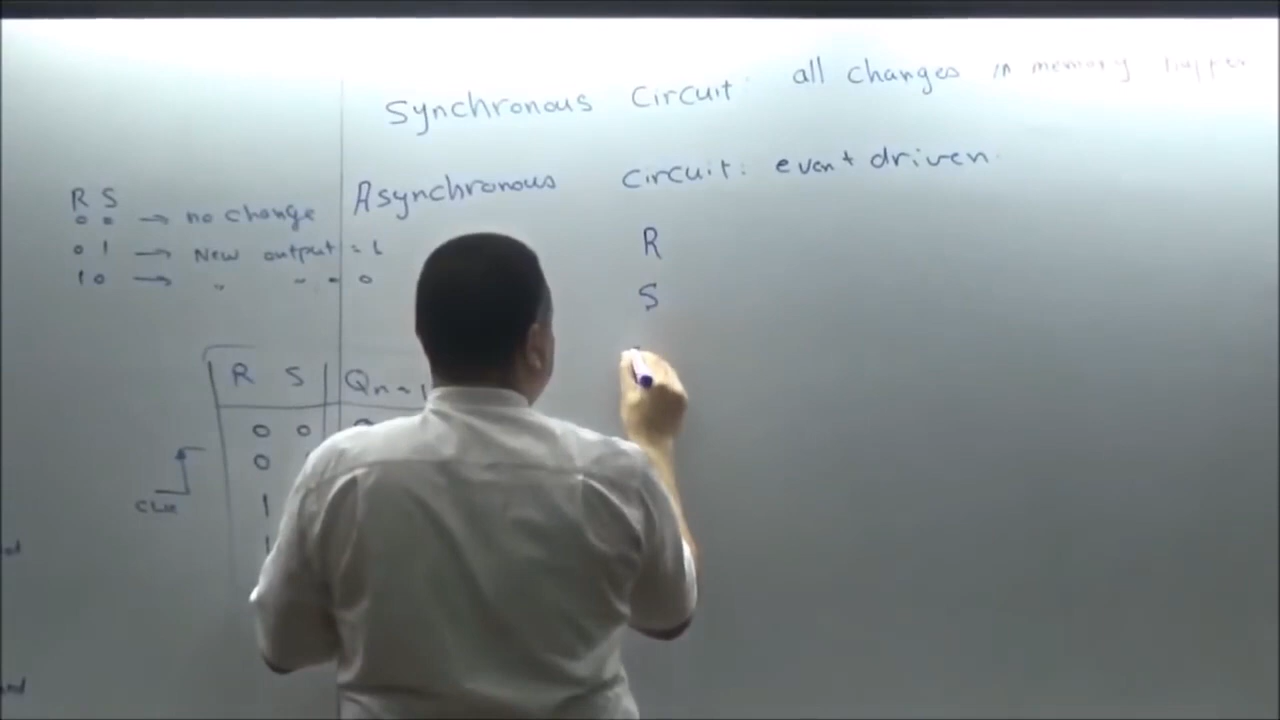 Synchronous Circuit: all changes in memory happen
Asynchronous Circuit: event driven.
R S
0 0 → no change
0 1 → New output = 1
1 0 → " " = 0
R
S
R S Qn-1
0 0
0
1
1
CLK